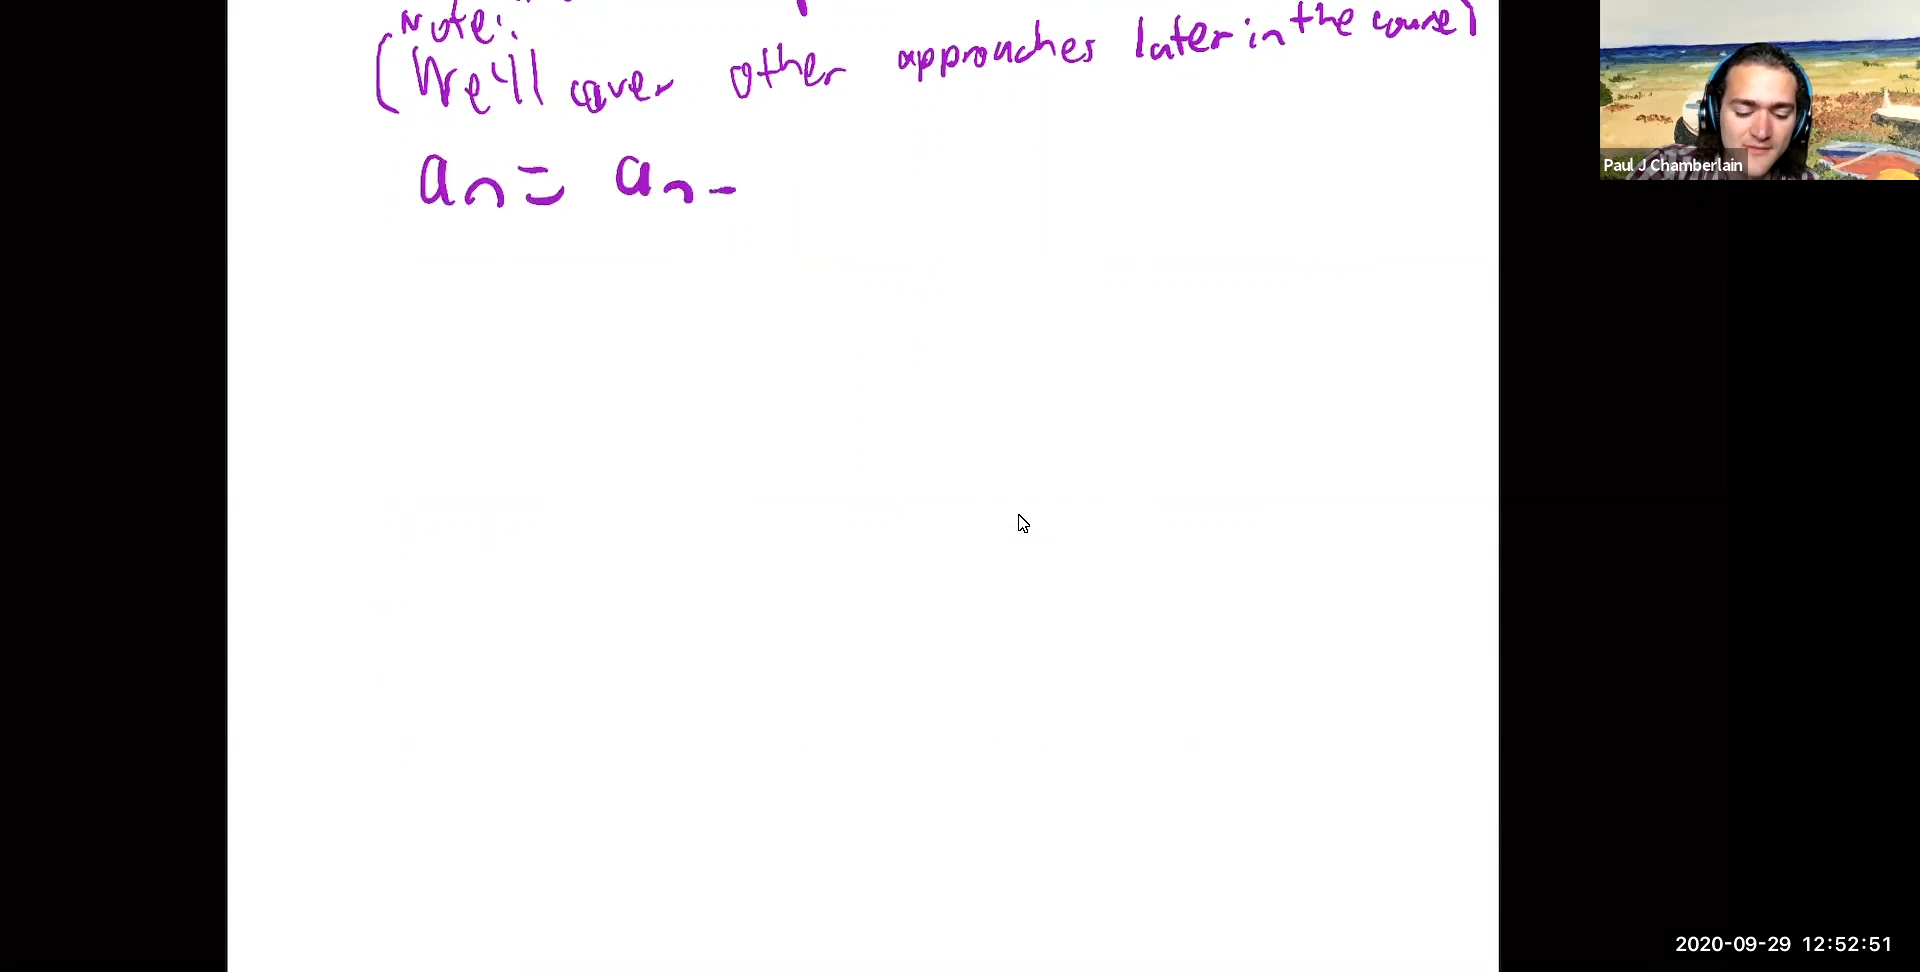 Note:
(We'll cover other approaches later in the course)
an = an-
Paul J Chamberlain
2020-09-29 12:52:51